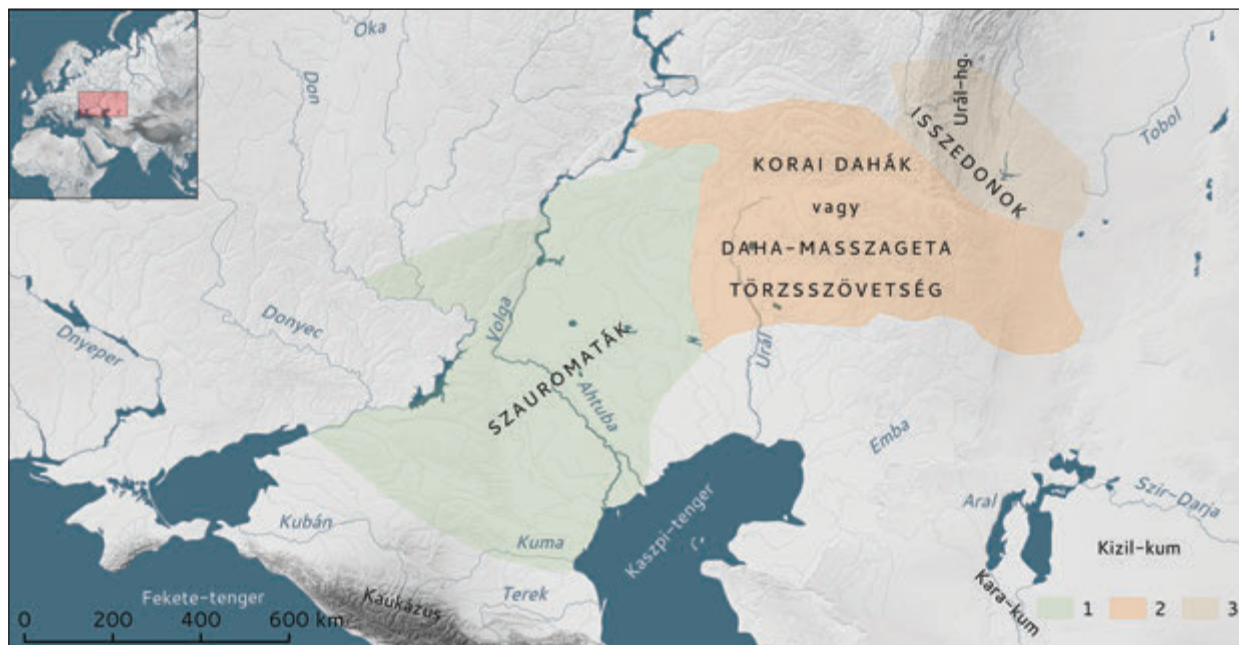 Oka
Don
Urál-hg.
Tobol
ISSZEDONOK
KORAI DAHÁK
vagy
DAHA-MASSZAGETA
TÖRZSSZÖVETSÉG
Volga
Donyec
Dnyeper
Urál
SZAUROMATÁK
Ahtuba
Emba
Szir-Darja
Aral
Kaszpi-tenger
Kubán
Kuma
Kizil-kum
Terek
Kaukázus
Kara-kum
Fekete-tenger
0 200 400 600 km
1 2 3